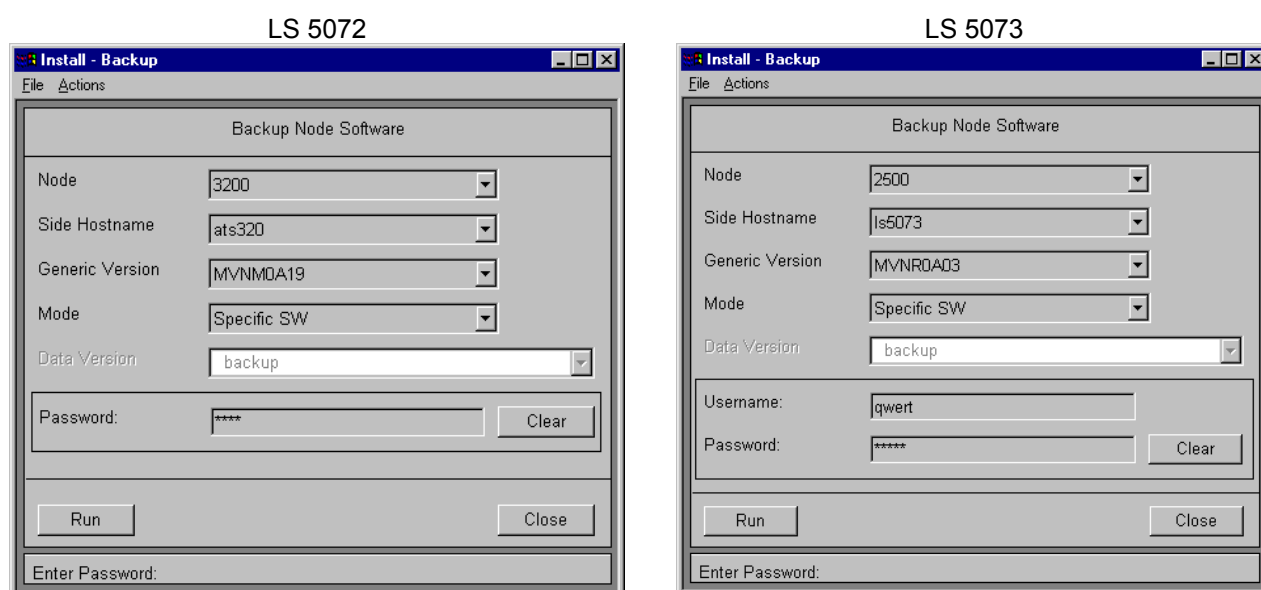 LS 5072
Install - Backup
File Actions
Backup Node Software
Node 3200
Side Hostname ats320
Generic Version MVNM0A19
Mode Specific SW
Data Version backup
Password: **** Clear
Run Close
Enter Password:
LS 5073
Install - Backup
File Actions
Backup Node Software
Node 2500
Side Hostname ls5073
Generic Version MVNR0A03
Mode Specific SW
Data Version backup
Username: qwert
Password: ***** Clear
Run Close
Enter Password: